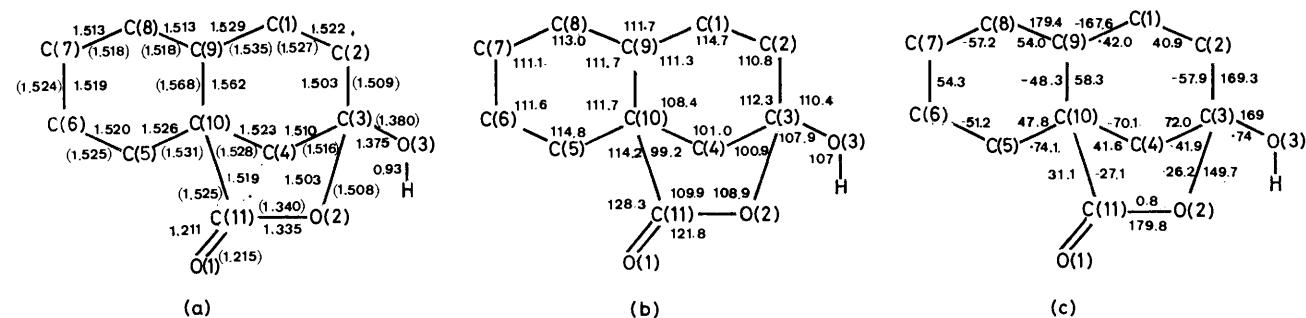 1.513 C(8) 1.513 1.529 C(1) 1.522
C(7) (1.518) (1.518) C(9) (1.535) (1.527) C(2)
(1.524) 1.519 (1.568) 1.562 1.503 (1.509)
C(6) 1.520 1.526 C(10) 1.523 1.510 C(3) (1.380)
(1.525) C(5) (1.531) (1.528) C(4) (1.516) 1.375 O(3)
1.519 1.503 0.93
(1.525) (1.508) H
(1.340)
1.211 C(11) O(2)
1.335
O(1) (1.215)
(a)
C(8) 111.7 C(1)
C(7) 113.0 C(9) 114.7 C(2)
111.1 111.7 111.3 110.8
111.6 111.7 108.4 112.3 110.4
C(6) C(10) C(3)
114.8 101.0 107.9 O(3)
C(5) 114.2 99.2 C(4) 100.9 107
H
109.9 108.9
128.3 C(11) O(2)
121.8
O(1)
(b)
C(8) 179.4 -167.6 C(1)
C(7) -57.2 54.0 C(9) -42.0 40.9 C(2)
54.3 -48.3 58.3 -57.9 169.3
C(6) -51.2 47.8 C(10) -70.1 72.0 C(3) 169
C(5) -74.1 41.6 C(4) -41.9 -74 O(3)
31.1 -27.1 -26.2 149.7 H
0.8
C(11) O(2)
179.8
O(1)
(c)